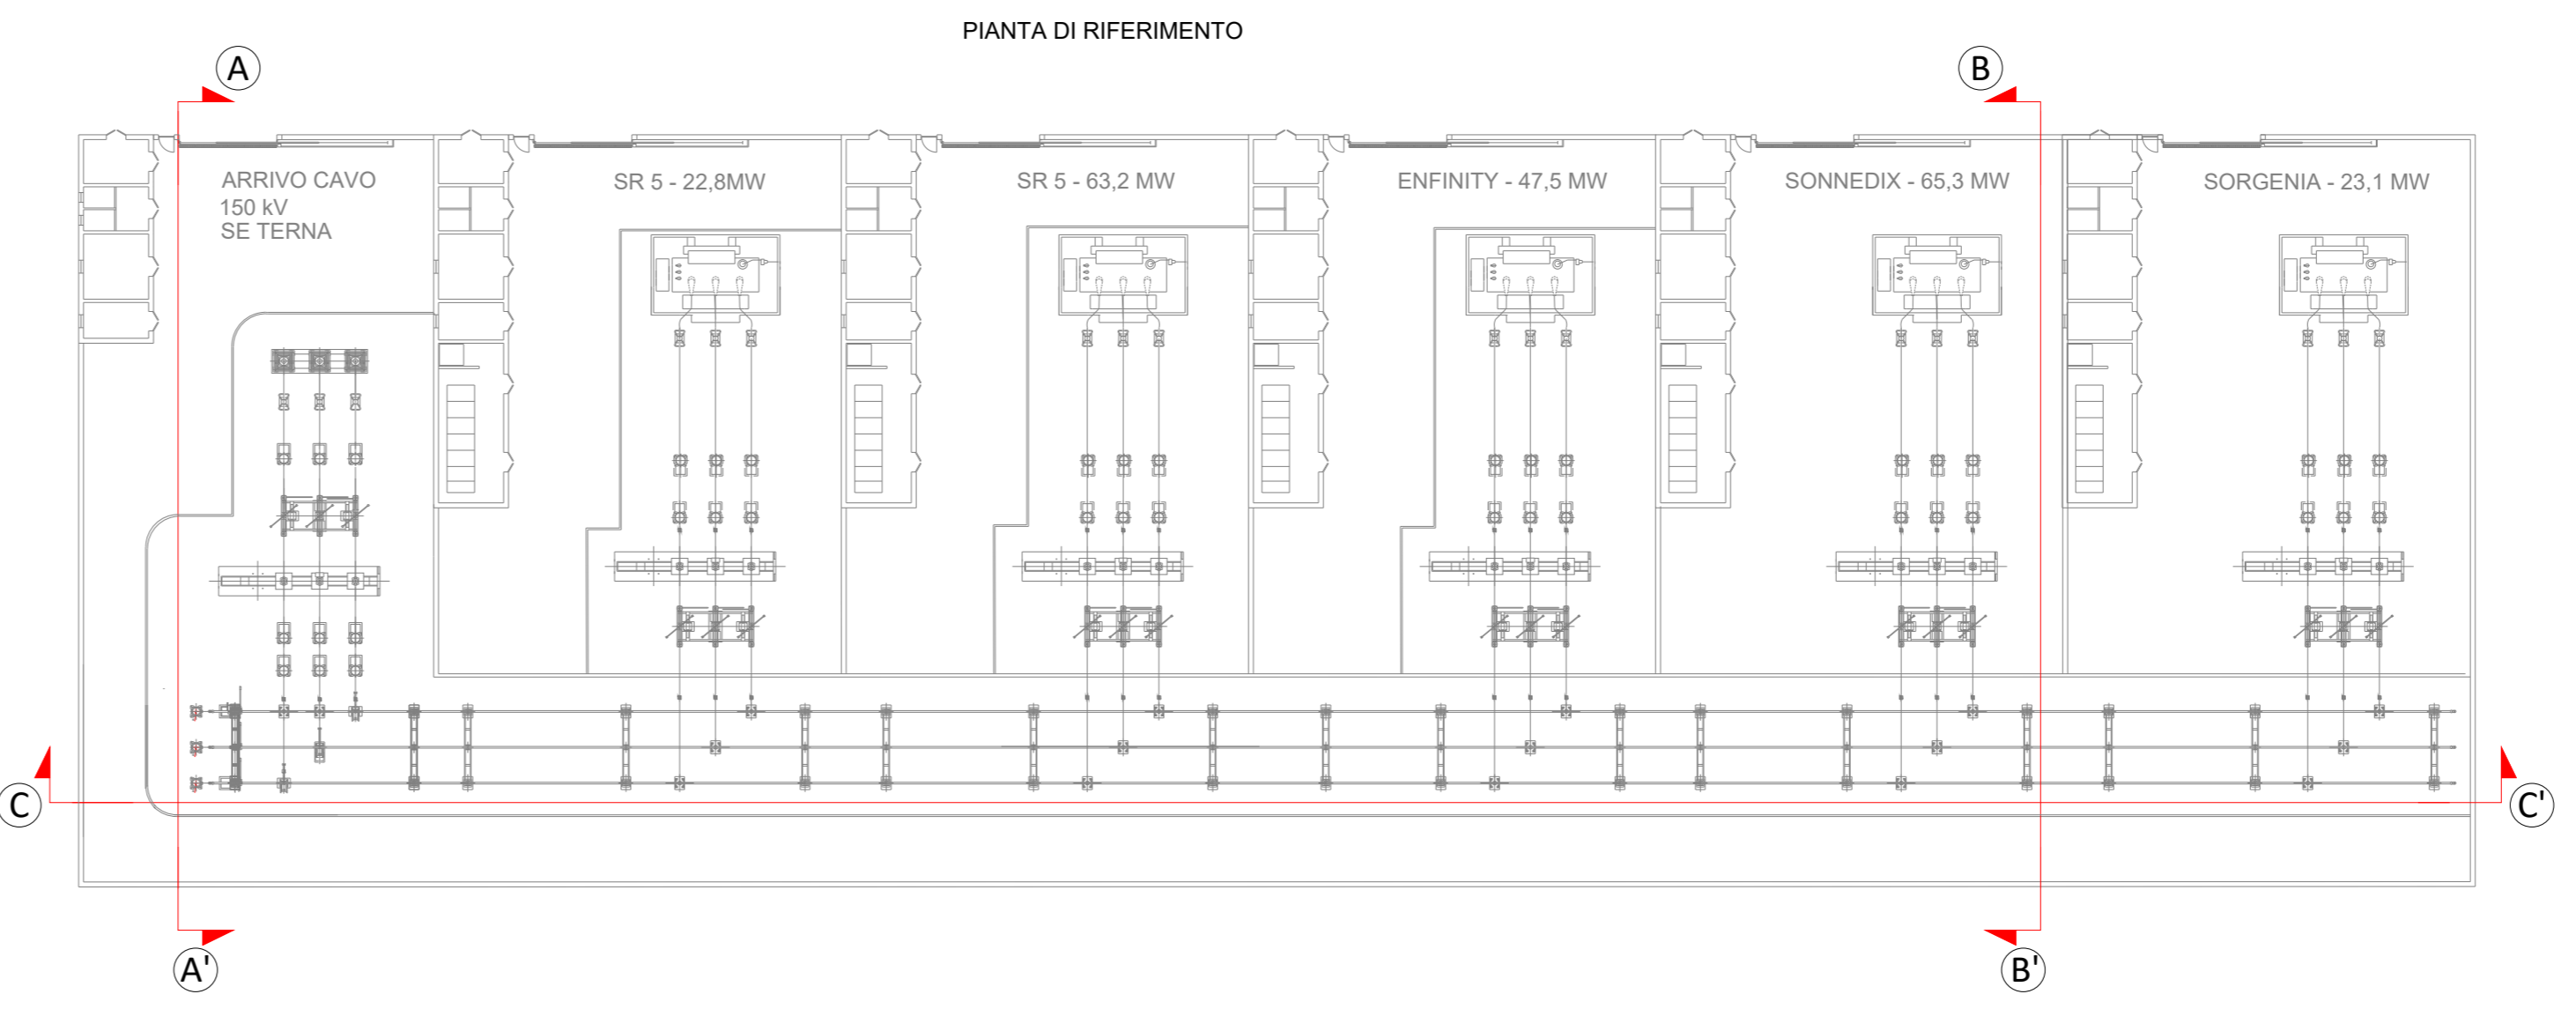 PIANTA DI RIFERIMENTO
A
B
ARRIVO CAVO
150 kV
SE TERNA
SR 5 - 22,8MW
SR 5 - 63,2 MW
ENFINITY - 47,5 MW
SONNEDIX - 65,3 MW
SORGENIA - 23,1 MW
C
C'
A'
B'